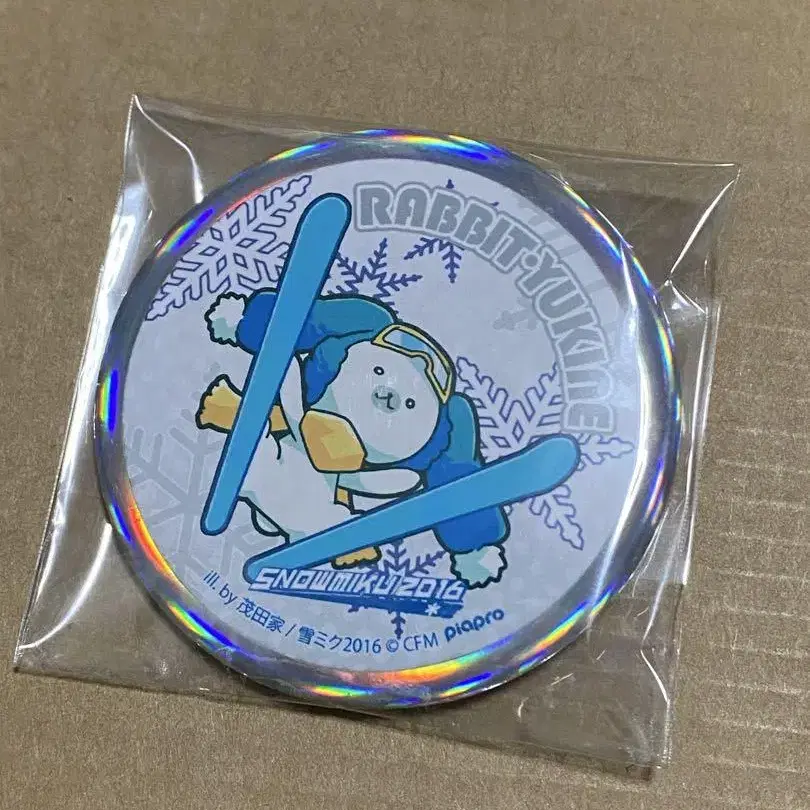 RABBIT・YUKINE
SNOWMIKU2016
ill. by 茂田家 / 雪ミク2016 © CFM piapro